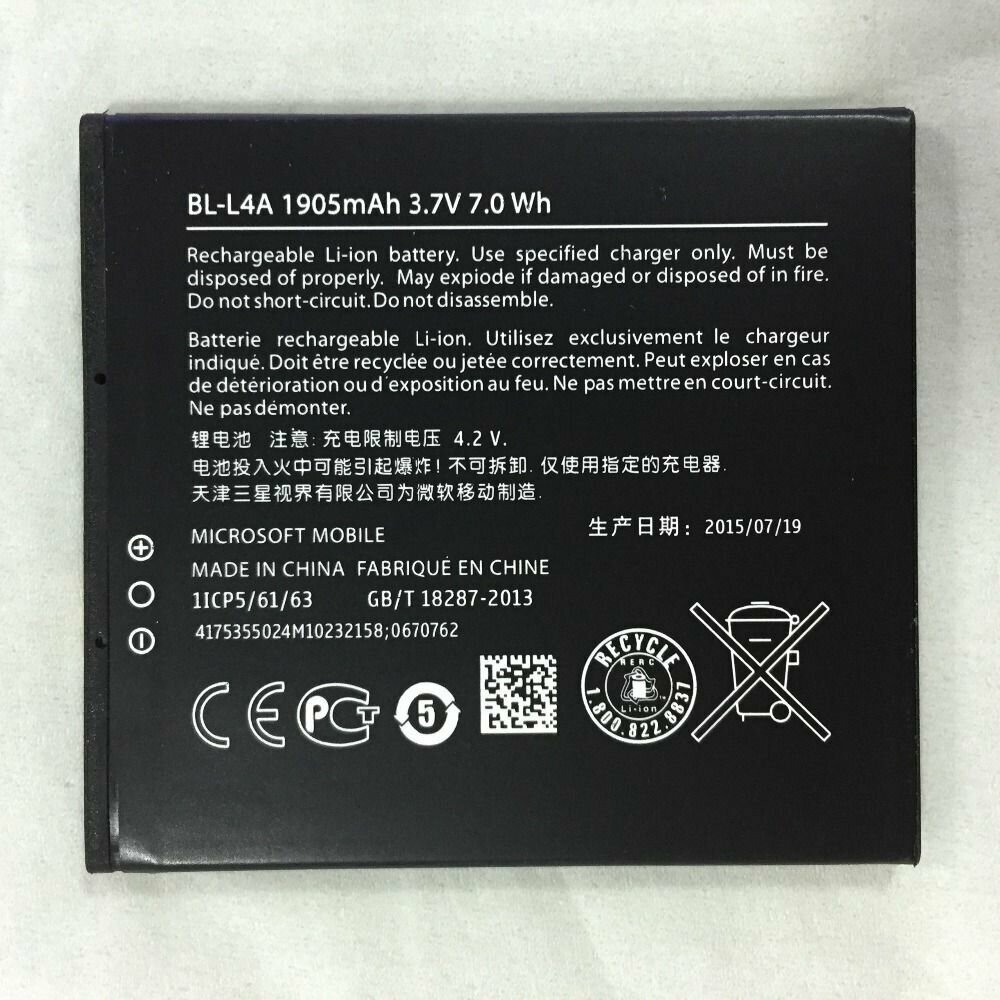 BL-L4A 1905mAh 3.7V 7.0 Wh
Rechargeable Li-ion battery. Use specified charger only. Must be
disposed of properly. May expiode if damaged or disposed of in fire.
Do not short-circuit. Do not disassemble.
Batterie rechargeable Li-ion. Utilisez exclusivement le chargeur
indiqué. Doit être recyclée ou jetée correctement. Peut exploser en cas
de détérioration ou d'exposition au feu. Ne pas mettre en court-circuit.
Ne pas démonter.
锂电池 注意: 充电限制电压 4.2 V.
电池投入火中可能引起爆炸! 不可拆卸. 仅使用指定的充电器.
天津三星视界有限公司为微软移动制造.
MICROSOFT MOBILE
生产日期: 2015/07/19
MADE IN CHINA FABRIQUÉ EN CHINE
1ICP5/61/63 GB/T 18287-2013
4175355024M10232158;0670762
CE
PCT
5
RECYCLE
RERC
Li-ion
TM
1.800.822.8837